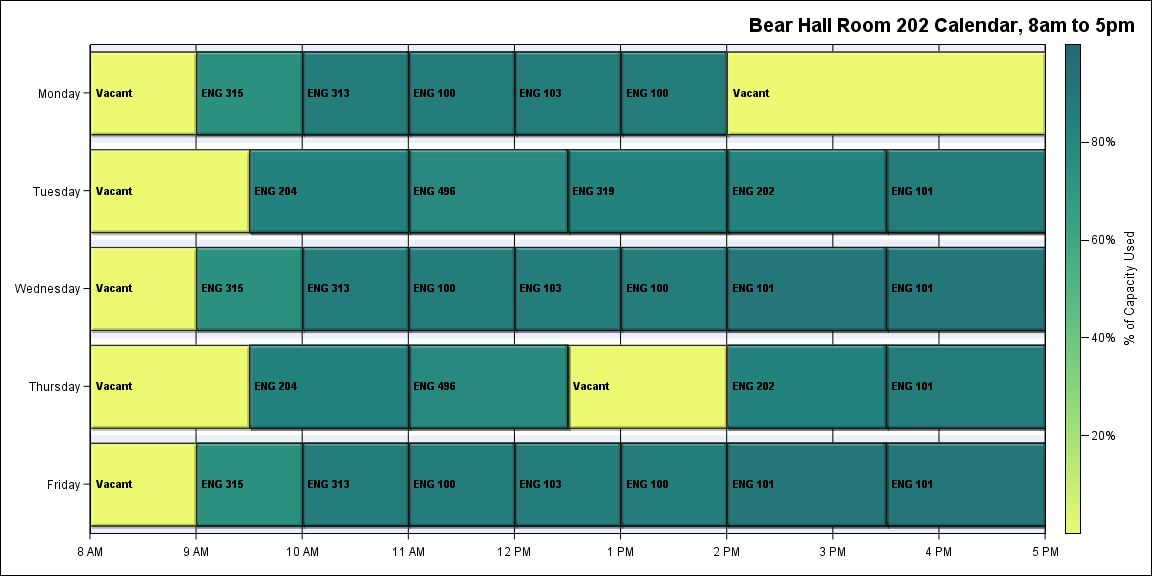 Bear Hall Room 202 Calendar, 8am to 5pm
Monday
Vacant
ENG 315
ENG 313
ENG 100
ENG 103
ENG 100
Vacant
Tuesday
Vacant
ENG 204
ENG 496
ENG 319
ENG 202
ENG 101
Wednesday
Vacant
ENG 315
ENG 313
ENG 100
ENG 103
ENG 100
ENG 101
ENG 101
Thursday
Vacant
ENG 204
ENG 496
Vacant
ENG 202
ENG 101
Friday
Vacant
ENG 315
ENG 313
ENG 100
ENG 103
ENG 100
ENG 101
ENG 101
8 AM
9 AM
10 AM
11 AM
12 PM
1 PM
2 PM
3 PM
4 PM
5 PM
80%
60%
40%
20%
% of Capacity Used